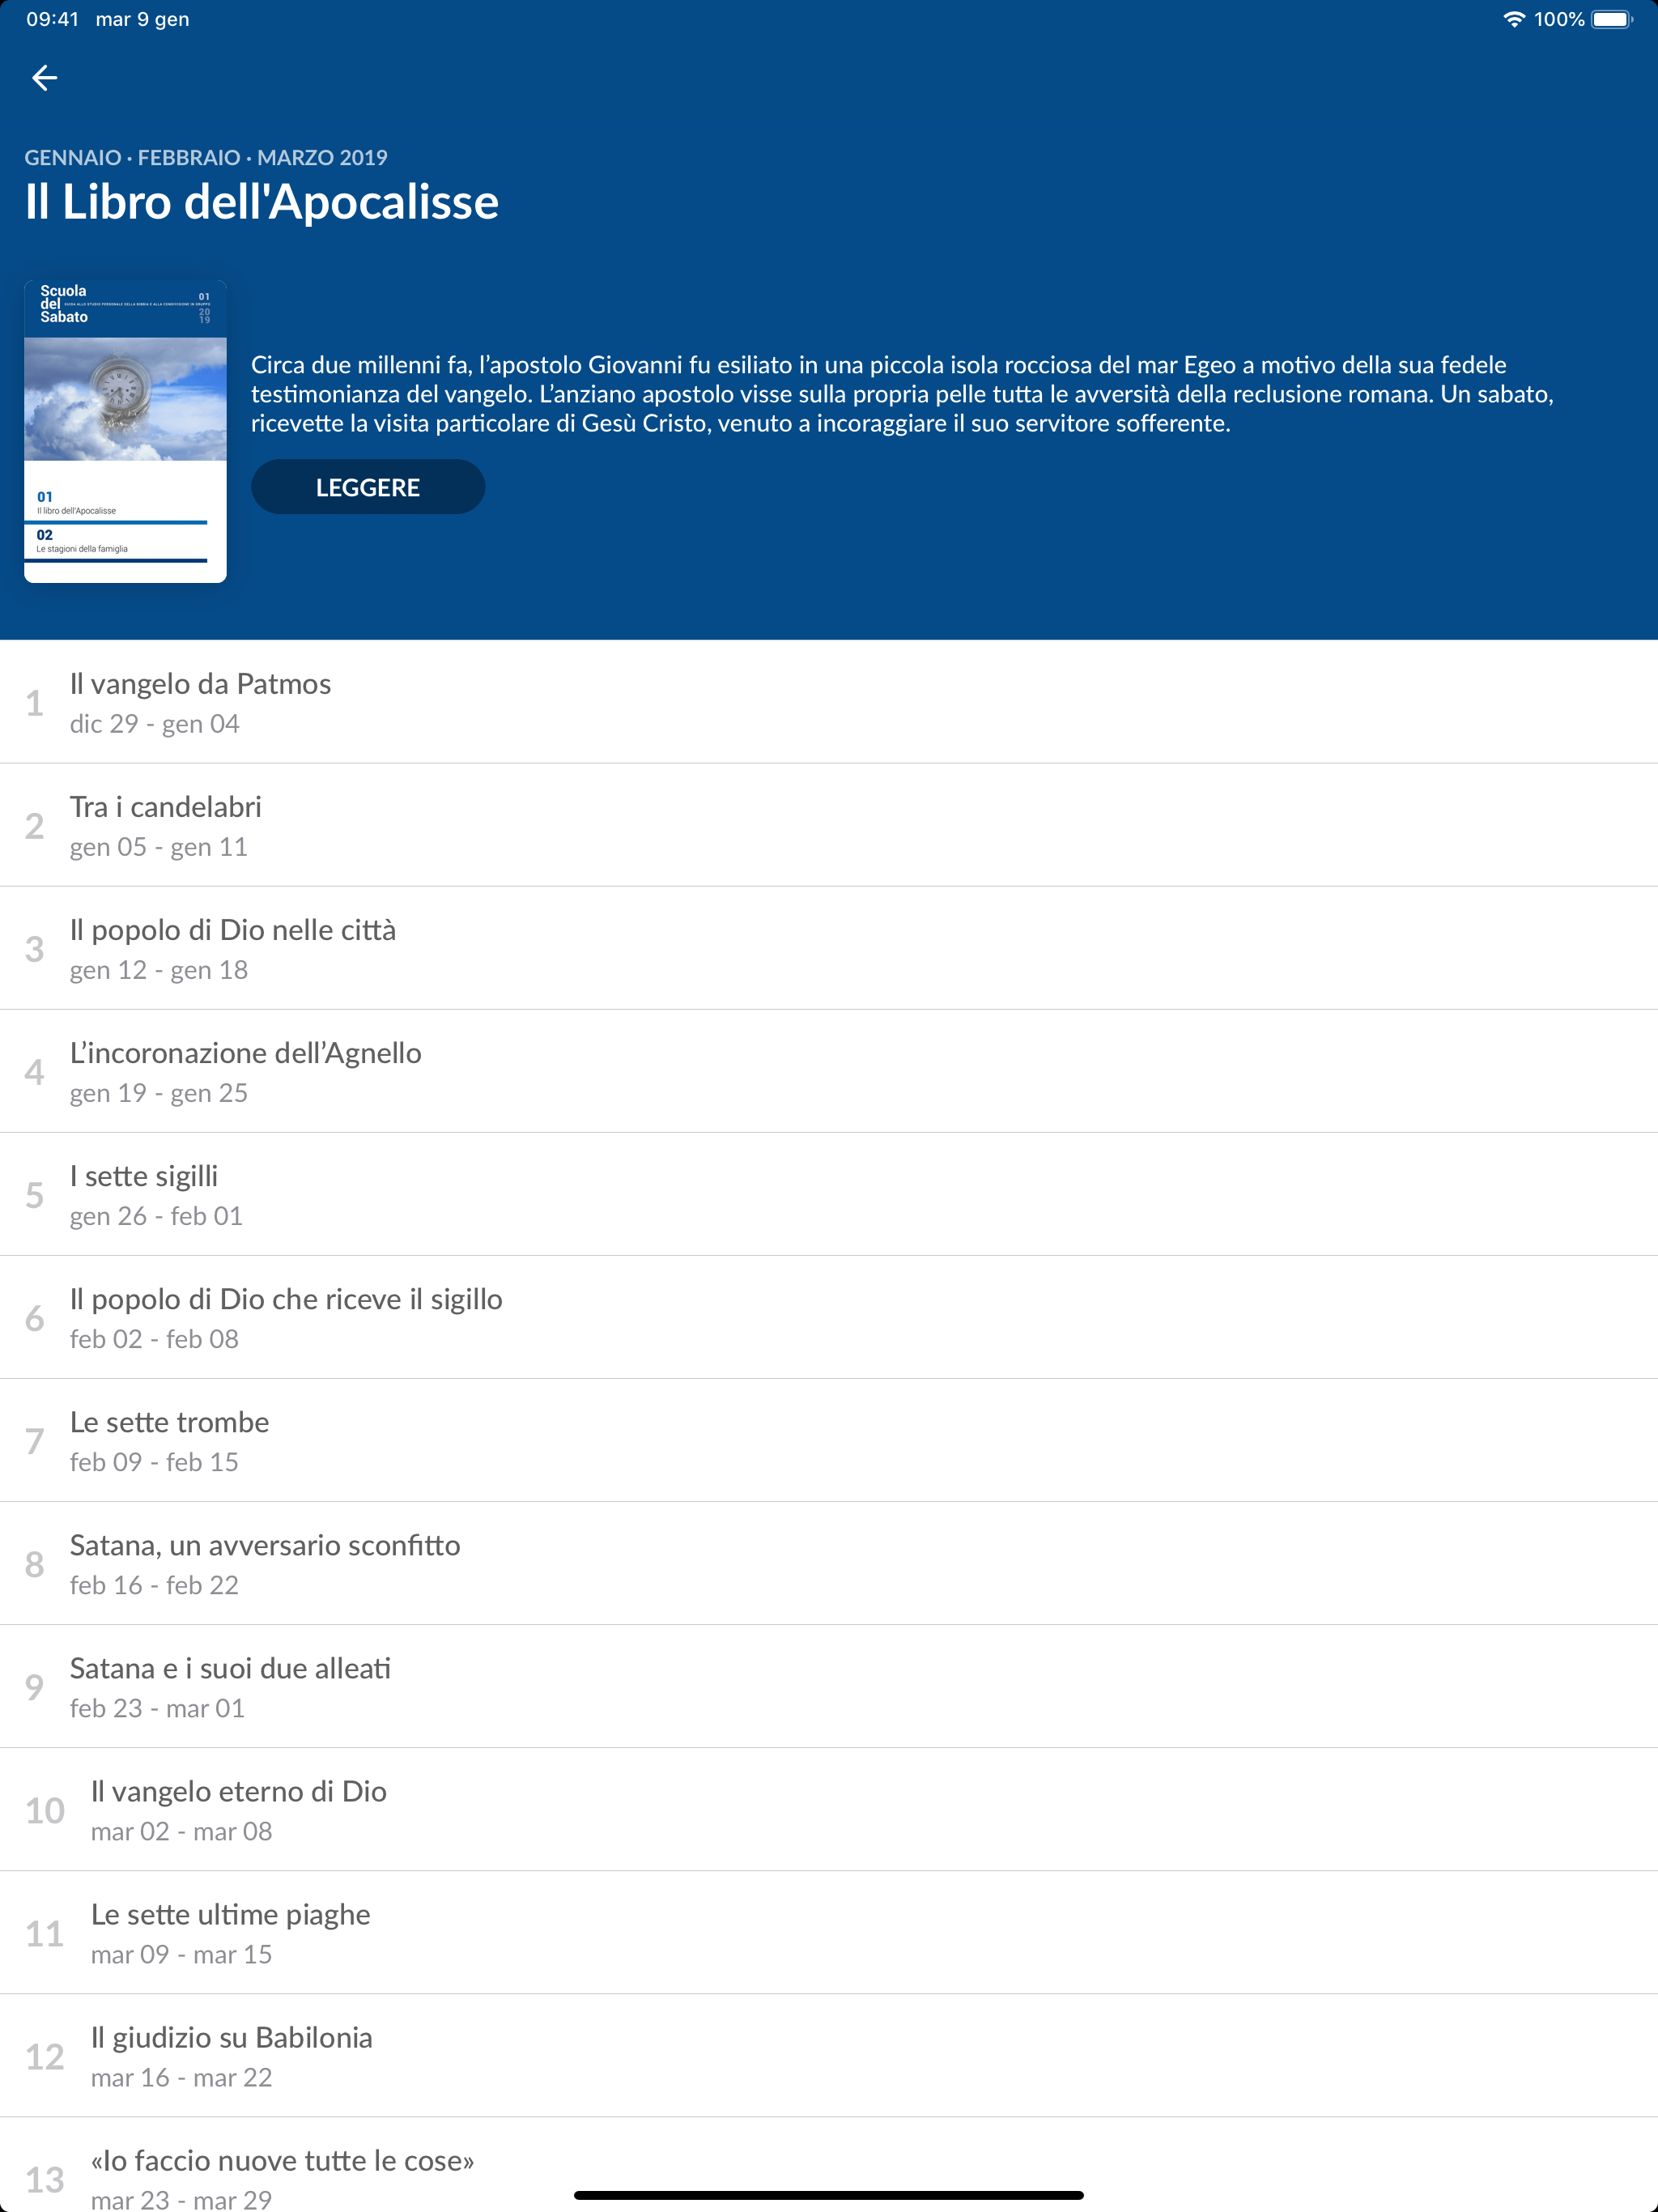 09:41 mar 9 gen 100%
GENNAIO · FEBBRAIO · MARZO 2019
Il Libro dell'Apocalisse
Scuola
del GUIDA ALLO STUDIO PERSONALE DELLA BIBBIA E ALLA CONDIVISIONE IN GRUPPO
Sabato
01
20
19
01
Il libro dell'Apocalisse
02
Le stagioni della famiglia
Circa due millenni fa, l’apostolo Giovanni fu esiliato in una piccola isola rocciosa del mar Egeo a motivo della sua fedele
testimonianza del vangelo. L’anziano apostolo visse sulla propria pelle tutta le avversità della reclusione romana. Un sabato,
ricevette la visita particolare di Gesù Cristo, venuto a incoraggiare il suo servitore sofferente.
LEGGERE
1
Il vangelo da Patmos
dic 29 - gen 04
2
Tra i candelabri
gen 05 - gen 11
3
Il popolo di Dio nelle città
gen 12 - gen 18
4
L’incoronazione dell’Agnello
gen 19 - gen 25
5
I sette sigilli
gen 26 - feb 01
6
Il popolo di Dio che riceve il sigillo
feb 02 - feb 08
7
Le sette trombe
feb 09 - feb 15
8
Satana, un avversario sconfitto
feb 16 - feb 22
9
Satana e i suoi due alleati
feb 23 - mar 01
10
Il vangelo eterno di Dio
mar 02 - mar 08
11
Le sette ultime piaghe
mar 09 - mar 15
12
Il giudizio su Babilonia
mar 16 - mar 22
13
«Io faccio nuove tutte le cose»
mar 23 - mar 29